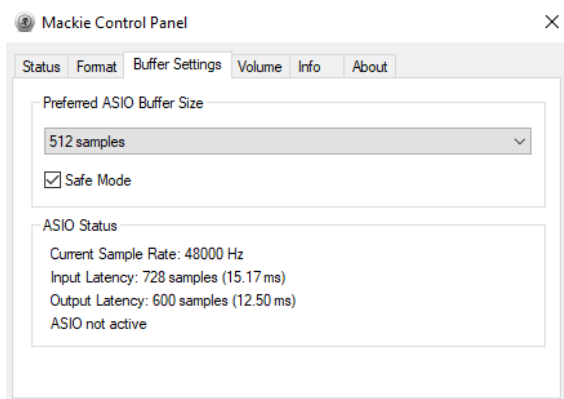 Mackie Control Panel
Status Format Buffer Settings Volume Info About
Preferred ASIO Buffer Size
512 samples
Safe Mode
ASIO Status
Current Sample Rate: 48000 Hz
Input Latency: 728 samples (15.17 ms)
Output Latency: 600 samples (12.50 ms)
ASIO not active